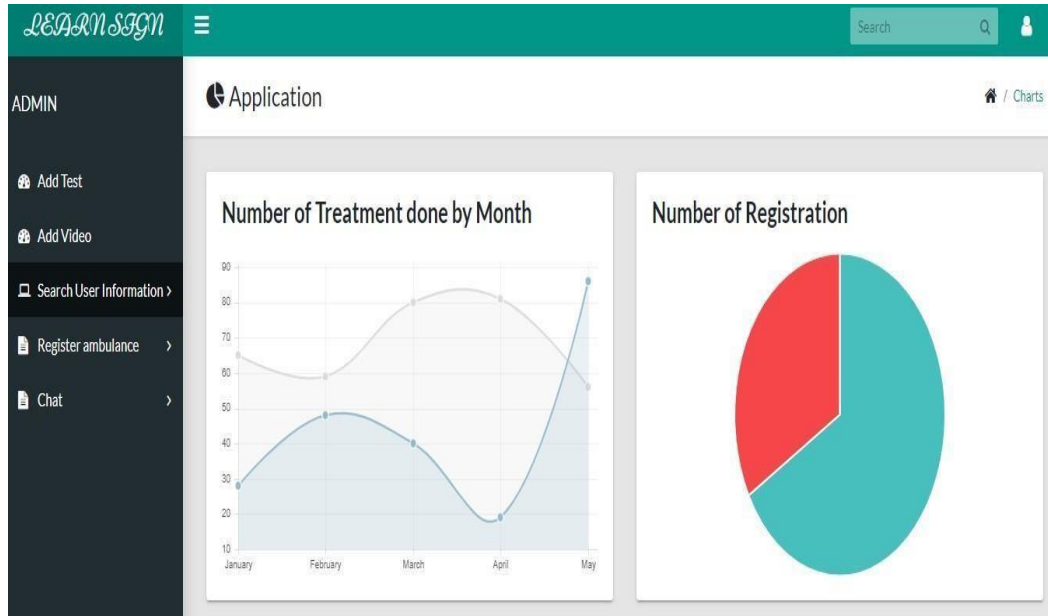 LEARN SIGN
Search
ADMIN
Application
/ Charts
Add Test
Add Video
Search User Information >
Register ambulance >
Chat >
Number of Treatment done by Month
90
80
70
60
50
40
30
20
10
January February March April May
Number of Registration